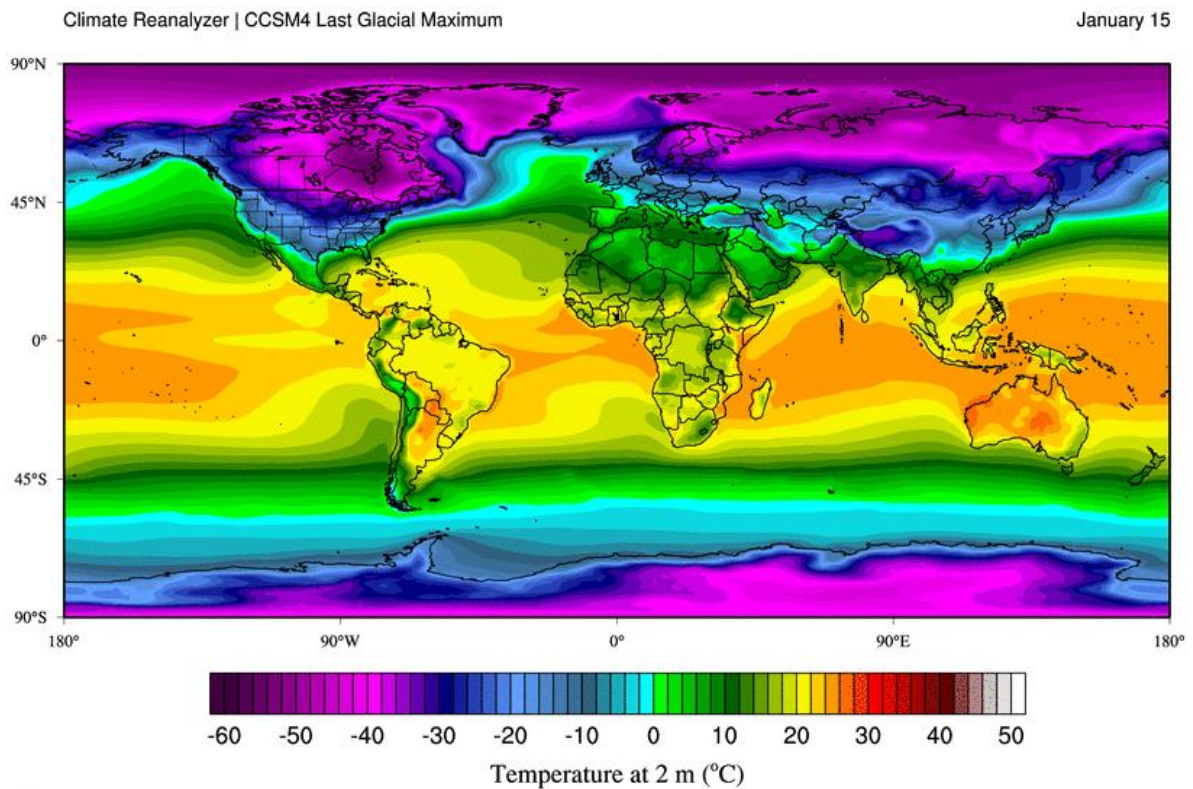 Climate Reanalyzer | CCSM4 Last Glacial Maximum January 15
90°N
45°N
0°
45°S
90°S
180° 90°W 0° 90°E 180°
-60 -50 -40 -30 -20 -10 0 10 20 30 40 50
Temperature at 2 m (°C)